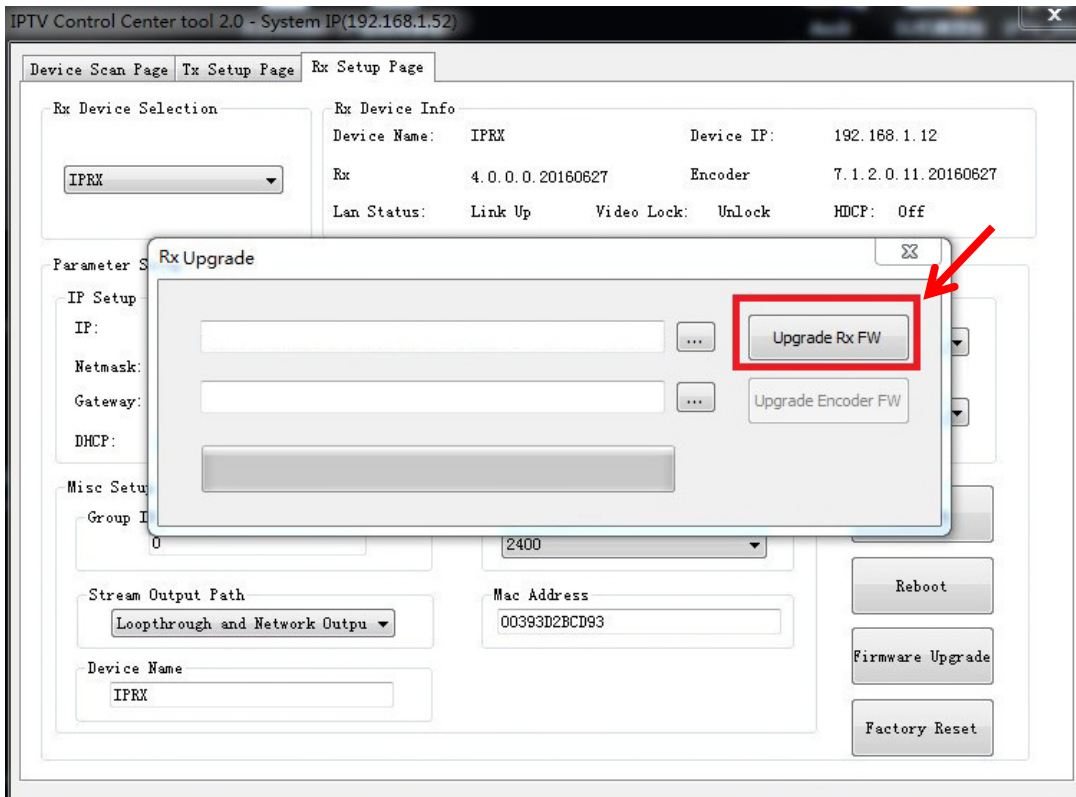 IPTV Control Center tool 2.0 - System IP(192.168.1.52)
Device Scan Page Tx Setup Page Rx Setup Page
Rx Device Selection
IPRX
Rx Device Info
Device Name: IPRX Device IP: 192.168.1.12
Rx 4.0.0.0.20160627 Encoder 7.1.2.0.11.20160627
Lan Status: Link Up Video Lock: Unlock HDCP: Off
Parameter S
Rx Upgrade
... Upgrade Rx FW
... Upgrade Encoder FW
IP Setup
IP:
Netmask:
Gateway:
DHCP:
Misc Setu
Group I
0
2400
Stream Output Path
Loopthrough and Network Outpu
Mac Address
00393D2BCD93
Device Name
IPRX
Reboot
Firmware Upgrade
Factory Reset